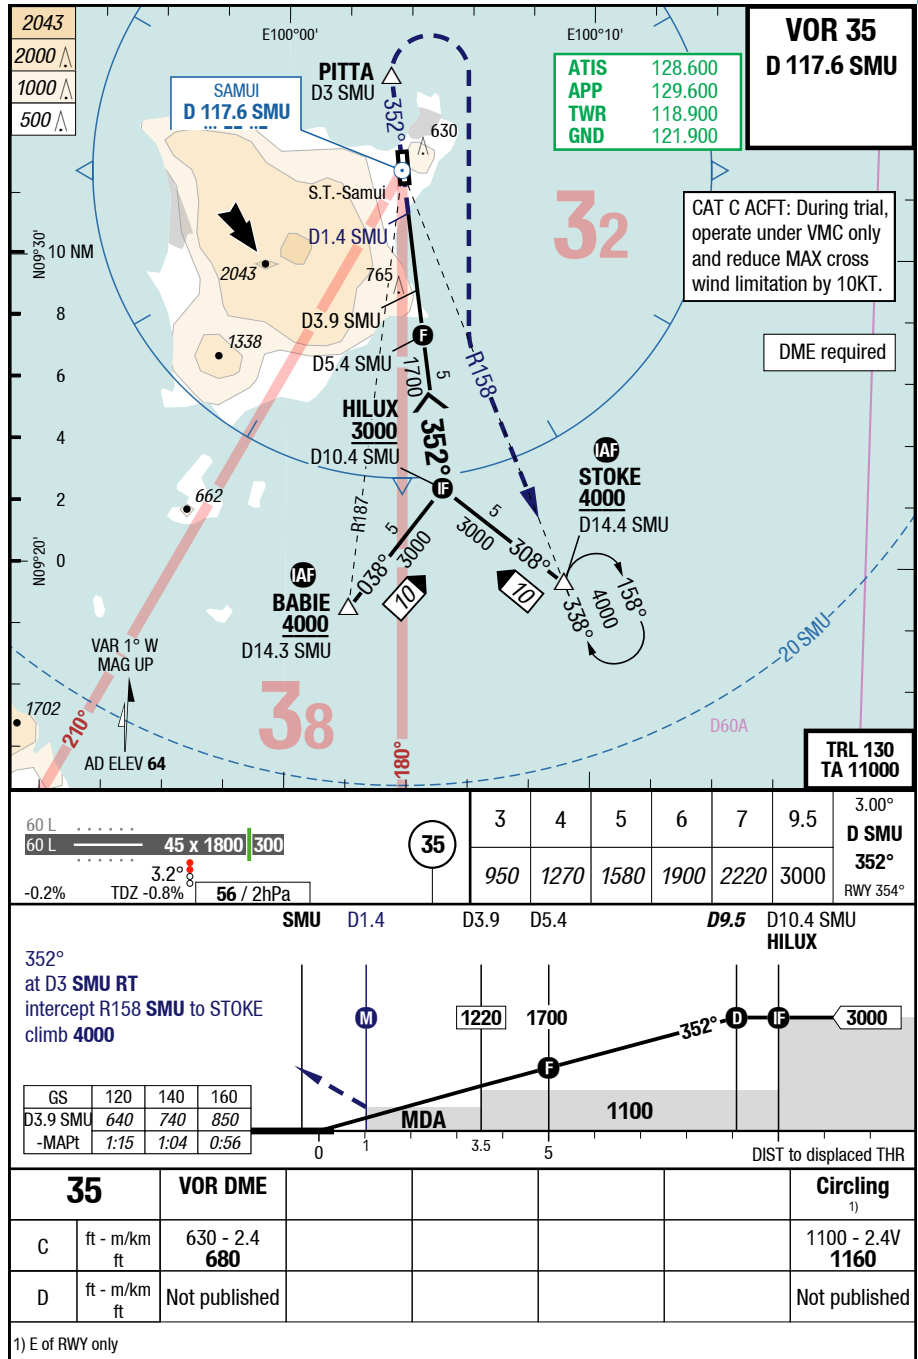 2043
2000
1000
500
E100°00'
E100°10'
VOR 35
D 117.6 SMU
ATIS 128.600
APP 129.600
TWR 118.900
GND 121.900
PITTA
D3 SMU
SAMUI
D 117.6 SMU
352°
630
S.T.-Samui
D1.4 SMU
32
CAT C ACFT: During trial,
operate under VMC only
and reduce MAX cross
wind limitation by 10KT.
N09°30'
10 NM
2043
765
D3.9 SMU
8
1338
D5.4 SMU
F
DME required
6
1700
5
R158
HILUX
3000
D10.4 SMU
352°
4
IAF
STOKE
4000
D14.4 SMU
IF
2
662
R187
5
3000
038°
5
3000
308°
N09°20'
0
IAF
BABIE
4000
D14.3 SMU
10
10
158°
4000
338°
VAR 1° W
MAG UP
20 SMU
1702
210°
38
180°
D60A
AD ELEV 64
TRL 130
TA 11000
60 L
60 L
45 x 1800
300
3.2°
-0.2%
TDZ -0.8%
56 / 2hPa
35
3 4 5 6 7 9.5
950 1270 1580 1900 2220 3000
3.00°
D SMU
352°
RWY 354°
SMU D1.4 D3.9 D5.4 D9.5 D10.4 SMU
HILUX
352°
at D3 SMU RT
intercept R158 SMU to STOKE
climb 4000
M
1220
1700
352°
D
IF
3000
F
MDA
1100
GS 120 140 160
D3.9 SMU 640 740 850
-MAPt 1:15 1:04 0:56
0 1 3.5 5 DIST to displaced THR
35 VOR DME Circling
1)
C ft - m/km 630 - 2.4 1100 - 2.4V
ft 680 1160
D ft - m/km Not published Not published
ft
1) E of RWY only